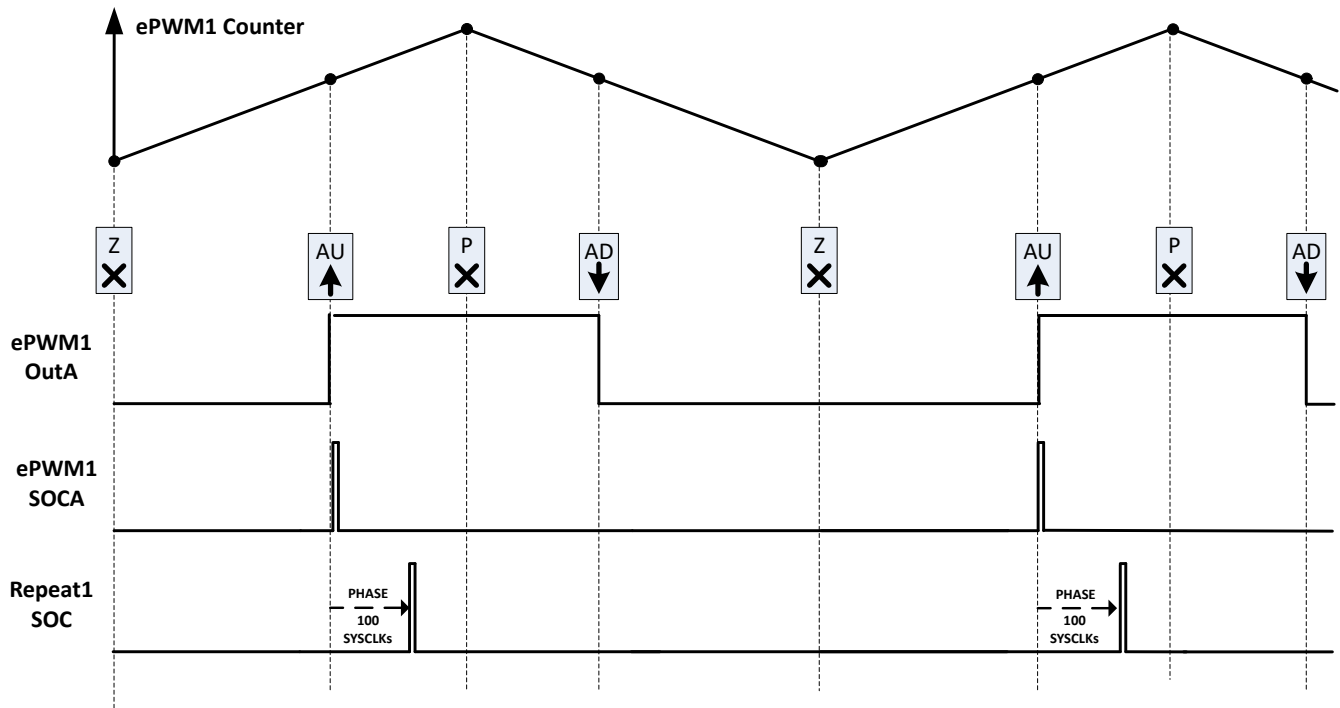 ePWM1 Counter
Z
AU
P
AD
Z
AU
P
AD
ePWM1
OutA
ePWM1
SOCA
Repeat1
SOC
PHASE
100
SYSCLKs
PHASE
100
SYSCLKs